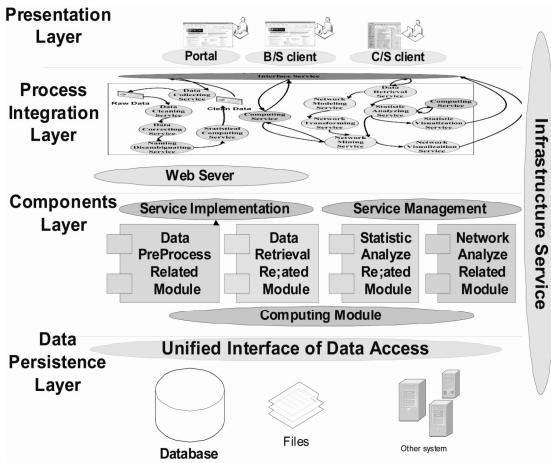 Presentation
Layer
Portal
B/S client
C/S client
Interface Service
Process
Integration
Layer
Raw Data
Data
Collecting
Service
Clean Data
Data
Cleaning
Service
Data
Correcting
Service
Naming
Disambiguating
Service
Statistical
Computing
Service
Computing
Service
Network
Modeling
Service
Network
Transforming
Service
Network
Mining
Service
Data
Retrieval
Service
Statistic
Analyzing
Service
Computing
Service
Statistic
Visualization
Service
Network
Visualization
Service
Web Sever
Components
Layer
Service Implementation
Service Management
Data
PreProcess
Related
Module
Data
Retrieval
Re;ated
Module
Statistic
Analyze
Re;ated
Module
Network
Analyze
Related
Module
Computing Module
Data
Persistence
Layer
Unified Interface of Data Access
Database
Files
Other system
Infrastructure Service